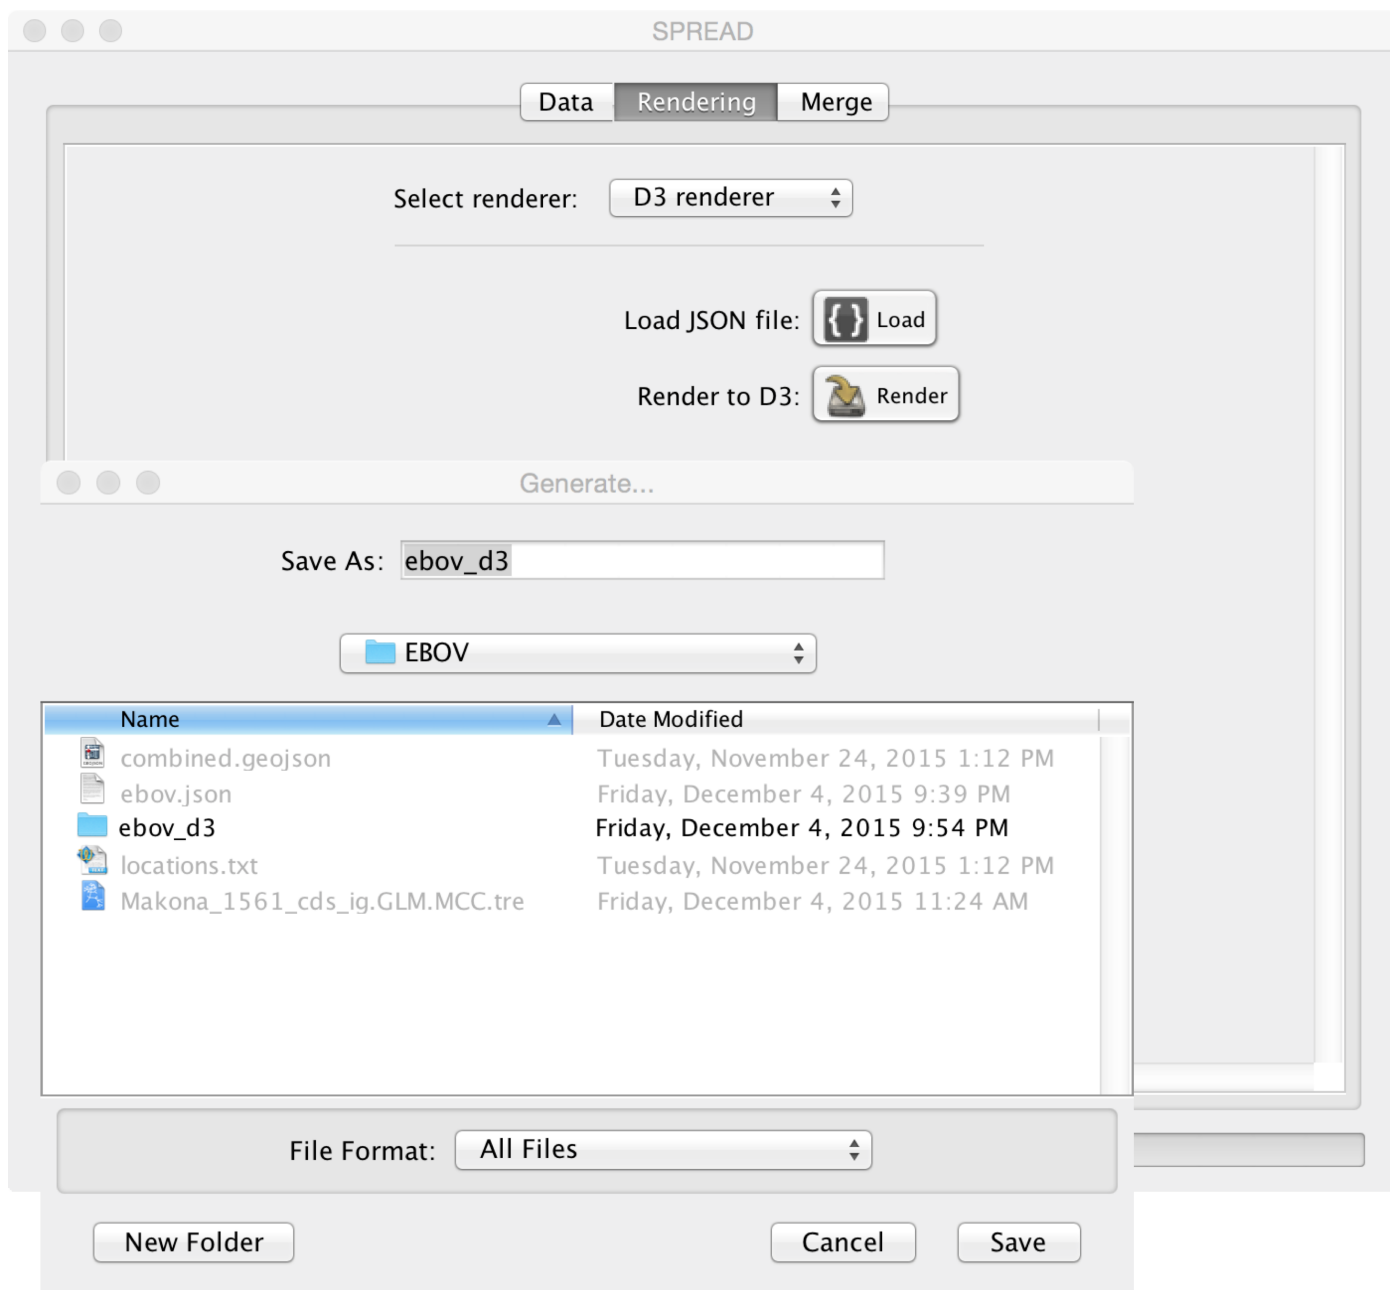 SPREAD
Data Rendering Merge
Select renderer: D3 renderer
Load JSON file: {} Load
Render to D3: Render
Generate...
Save As: ebov_d3
EBOV
Name Date Modified
combined.geojson Tuesday, November 24, 2015 1:12 PM
ebov.json Friday, December 4, 2015 9:39 PM
ebov_d3 Friday, December 4, 2015 9:54 PM
locations.txt Tuesday, November 24, 2015 1:12 PM
Makona_1561_cds_ig.GLM.MCC.tre Friday, December 4, 2015 11:24 AM
File Format: All Files
New Folder Cancel Save